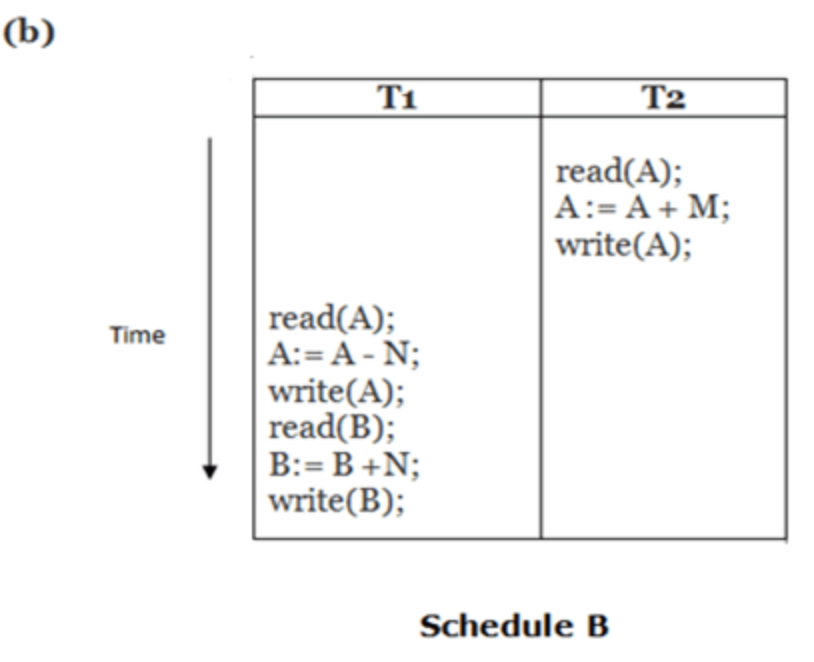 (b)
T1 T2
read(A);
A:= A + M;
write(A);
Time
read(A);
A:= A - N;
write(A);
read(B);
B:= B +N;
write(B);
Schedule B